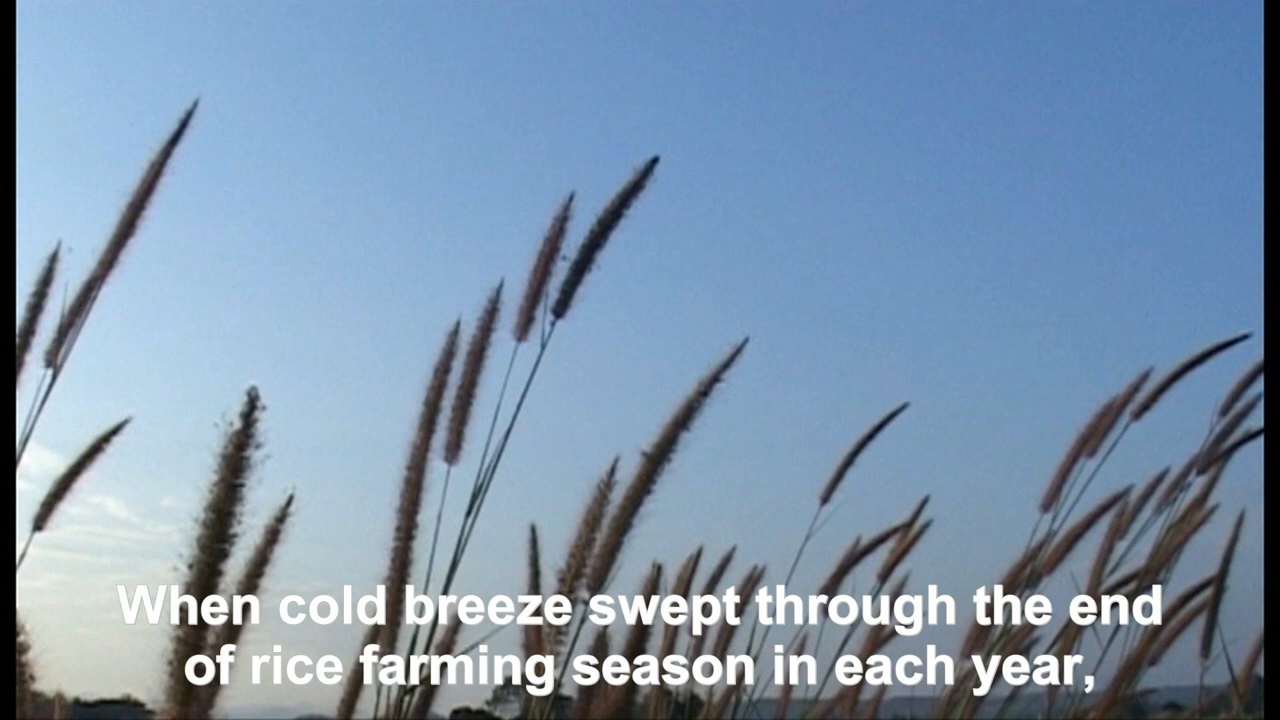 When cold breeze swept through the end
of rice farming season in each year,